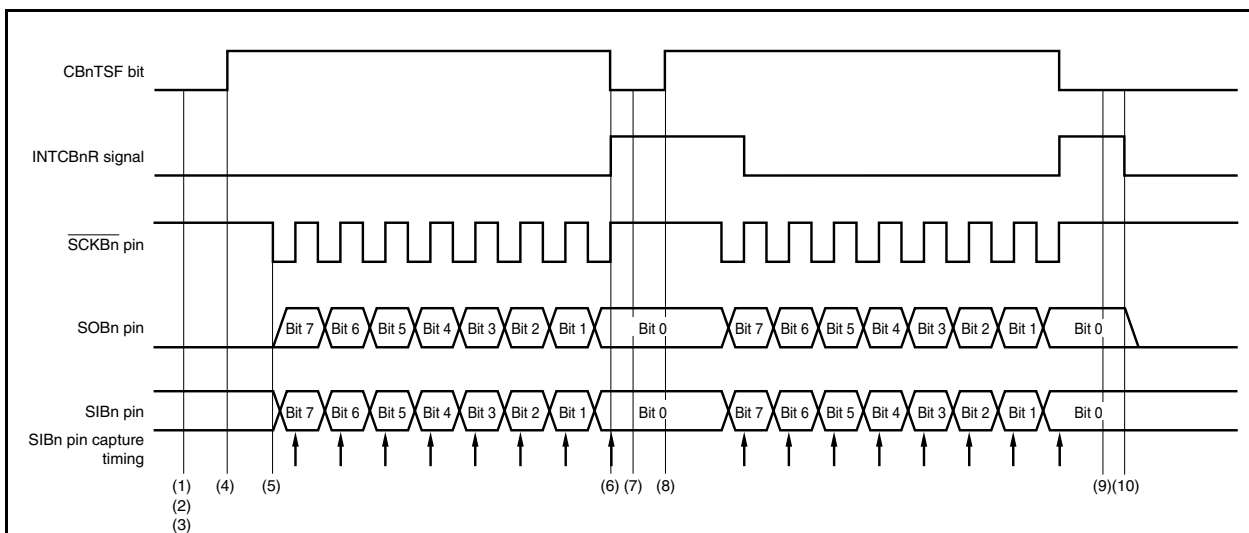 CBnTSF bit
INTCBnR signal
SCKBn pin
SOBn pin
Bit 7 Bit 6 Bit 5 Bit 4 Bit 3 Bit 2 Bit 1 Bit 0 Bit 7 Bit 6 Bit 5 Bit 4 Bit 3 Bit 2 Bit 1 Bit 0
SIBn pin
Bit 7 Bit 6 Bit 5 Bit 4 Bit 3 Bit 2 Bit 1 Bit 0 Bit 7 Bit 6 Bit 5 Bit 4 Bit 3 Bit 2 Bit 1 Bit 0
SIBn pin capture
timing
(1) (4) (5) (6) (7) (8) (9) (10)
(2)
(3)